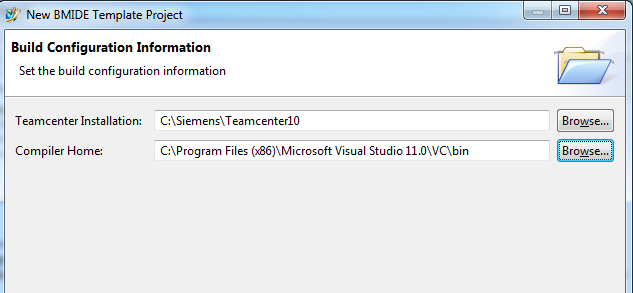 New BMIDE Template Project
Build Configuration Information
Set the build configuration information
Teamcenter Installation: C:\Siemens\Teamcenter10 Browse...
Compiler Home: C:\Program Files (x86)\Microsoft Visual Studio 11.0\VC\bin Browse...